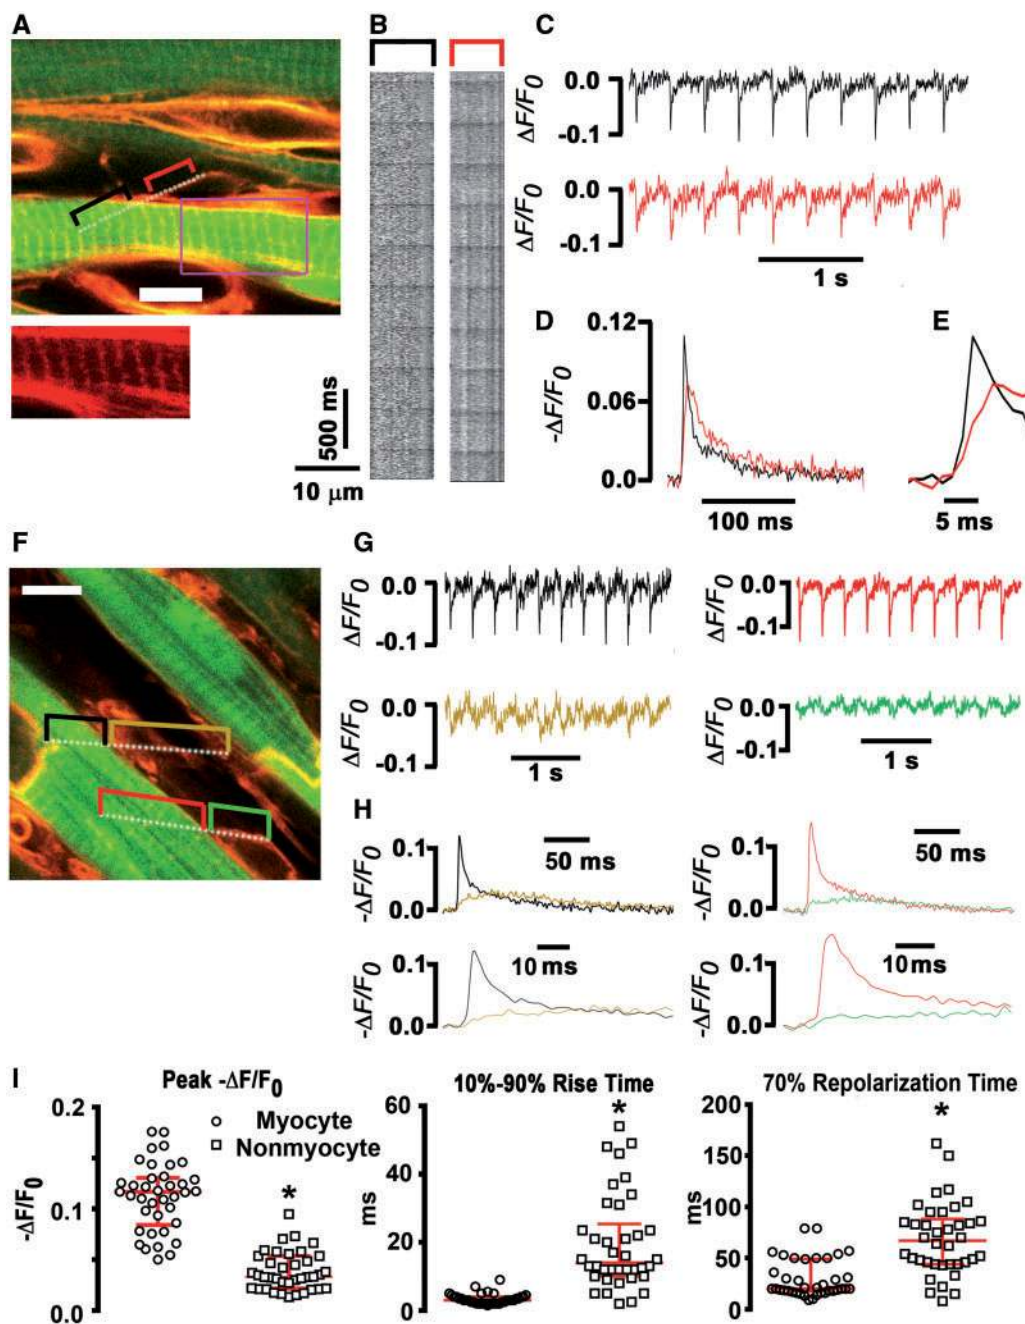 A
B
C
0.0
-0.1
ΔF/F0
0.0
-0.1
ΔF/F0
1 s
500 ms
10 μm
D
0.12
0.06
0.0
-ΔF/F0
100 ms
E
5 ms
F
G
0.0
-0.1
ΔF/F0
0.0
-0.1
ΔF/F0
0.0
-0.1
ΔF/F0
0.0
-0.1
ΔF/F0
1 s
1 s
H
0.1
0.0
-ΔF/F0
50 ms
0.1
0.0
-ΔF/F0
50 ms
0.1
0.0
-ΔF/F0
10 ms
0.1
0.0
-ΔF/F0
10 ms
I
Peak -ΔF/F0
0.2
0.1
0.0
-ΔF/F0
Myocyte
Nonmyocyte
*
10%-90% Rise Time
60
40
20
0
ms
*
70% Repolarization Time
200
150
100
50
0
ms
*